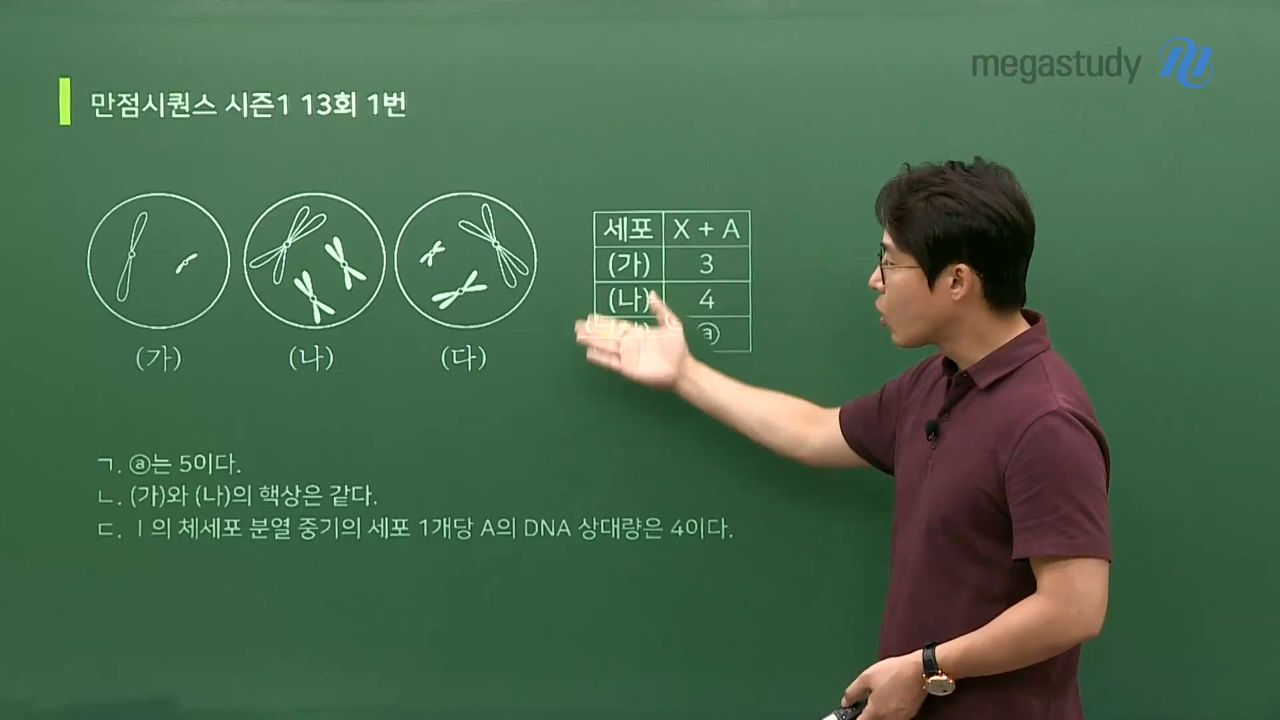 megastudy
만점시퀀스 시즌1 13회 1번
세포 X + A
(가) 3
(나) 4
ⓐ
(가) (나) (다)
ㄱ. ⓐ는 5이다.
ㄴ. (가)와 (나)의 핵상은 같다.
ㄷ. Ⅰ의 체세포 분열 중기의 세포 1개당 A의 DNA 상대량은 4이다.